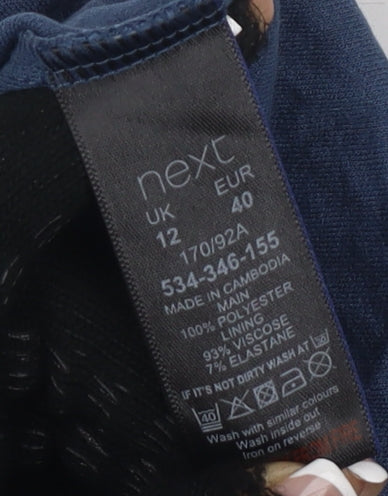 next
UK EUR
12 40
170/92A
534-346-155
MADE IN CAMBODIA
MAIN
100% POLYESTER
LINING
93% VISCOSE
7% ELASTANE
IF IT'S NOT DIRTY WASH AT 30
40
Wash with similar colours
Wash inside out
Iron on reverse